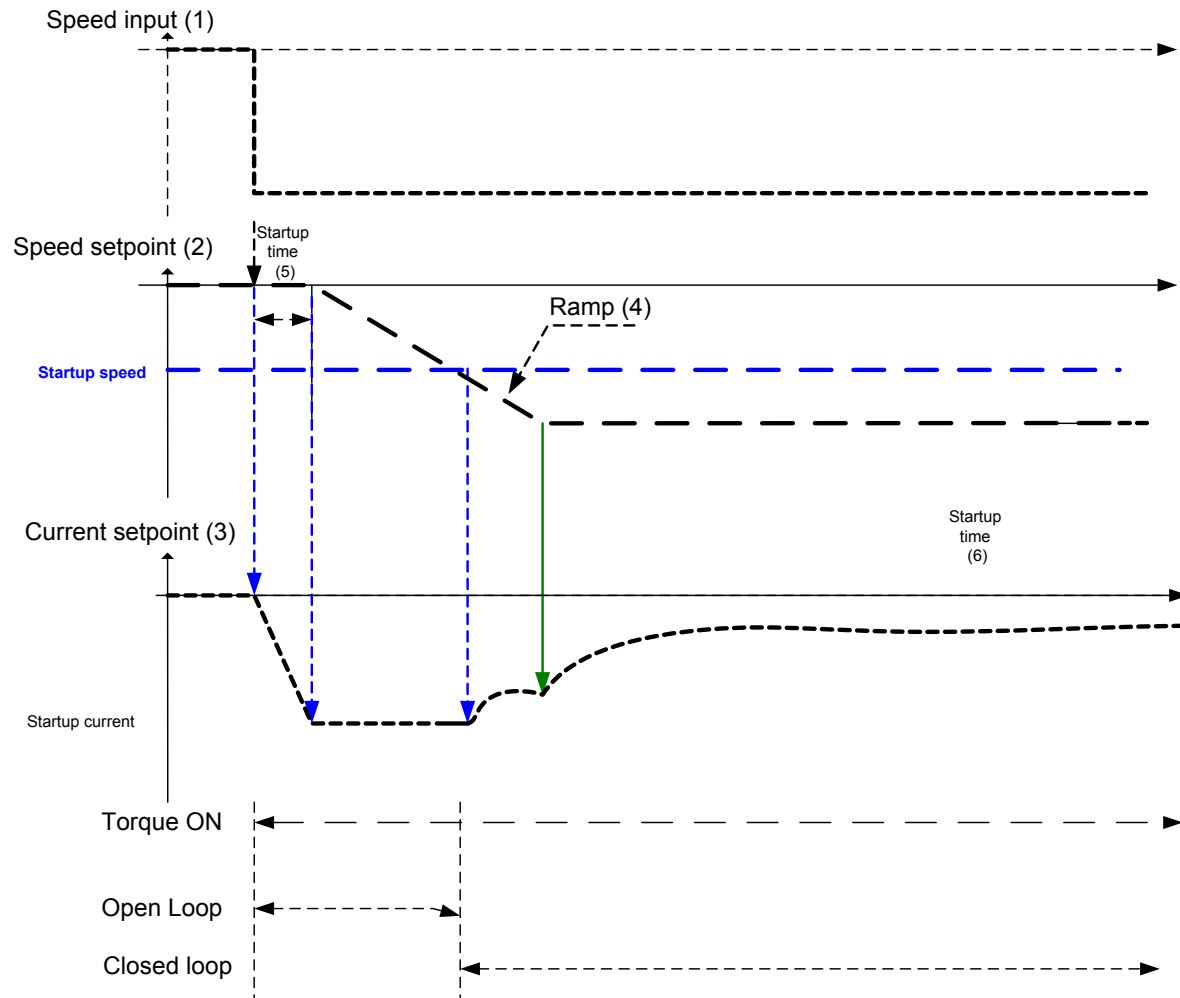 Speed input (1)
Speed setpoint (2)
Startup
time
(5)
Ramp (4)
Startup speed
Current setpoint (3)
Startup
time
(6)
Startup current
Torque ON
Open Loop
Closed loop